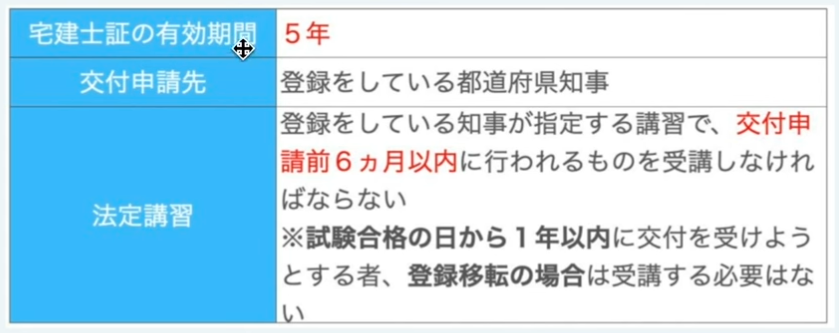 宅建士証の有効期間
５年
交付申請先
登録をしている都道府県知事
法定講習
登録をしている知事が指定する講習で、交付申
請前６ヵ月以内に行われるものを受講しなけれ
ばならない
※試験合格の日から１年以内に交付を受けよう
とする者、登録移転の場合は受講する必要はな
い